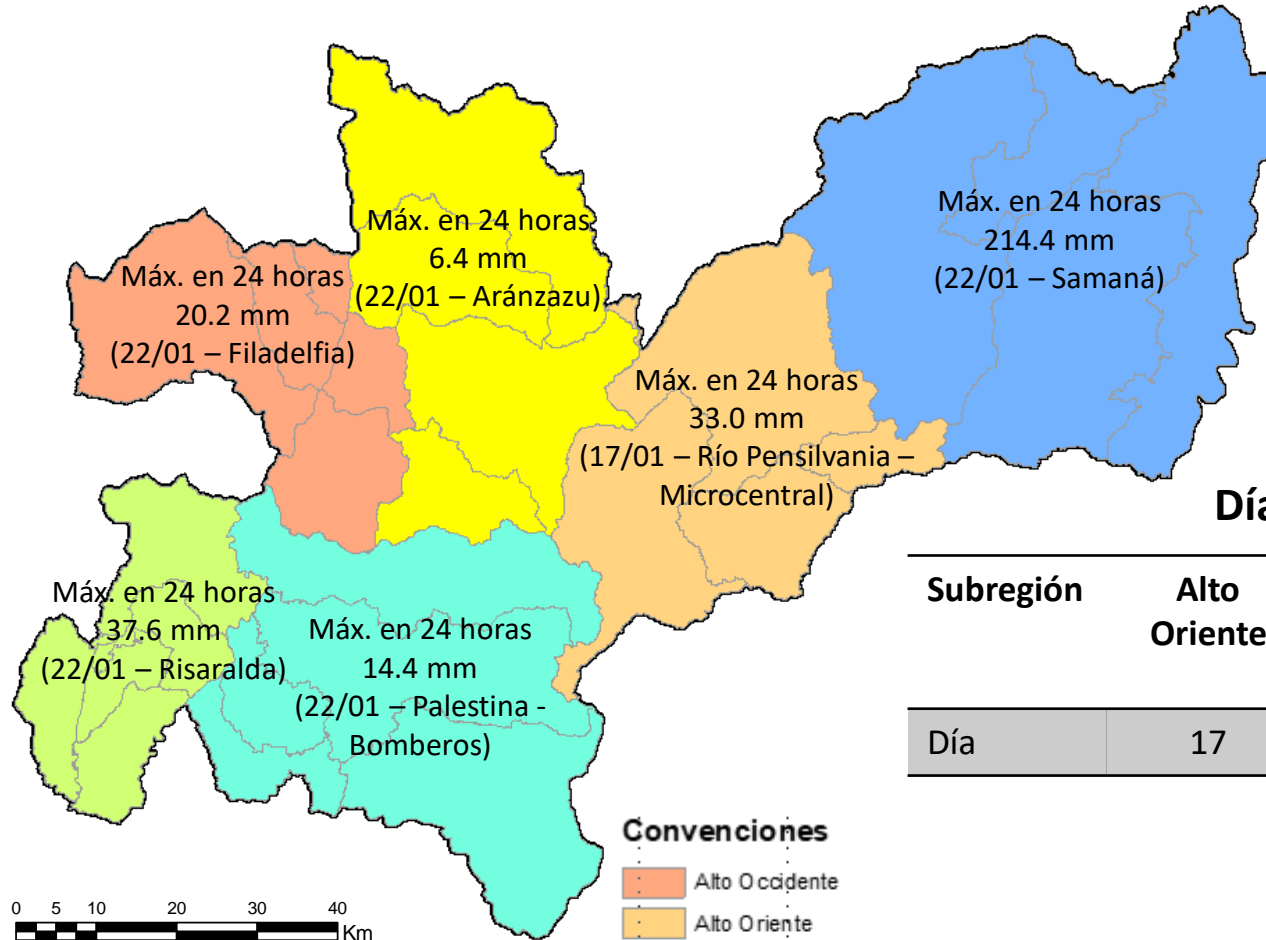 Máx. en 24 horas
214.4 mm
(22/01 – Samaná)
Máx. en 24 horas
6.4 mm
(22/01 – Aránzazu)
Máx. en 24 horas
20.2 mm
(22/01 – Filadelfia)
Máx. en 24 horas
33.0 mm
(17/01 – Río Pensilvania –
Microcentral)
Máx. en 24 horas
37.6 mm
(22/01 – Risaralda)
Máx. en 24 horas
14.4 mm
(22/01 – Palestina -
Bomberos)
Día
Subregión Alto
Oriente
Día 17
Convenciones
Alto Occidente
Alto Oriente
0 5 10 20 30 40
Km